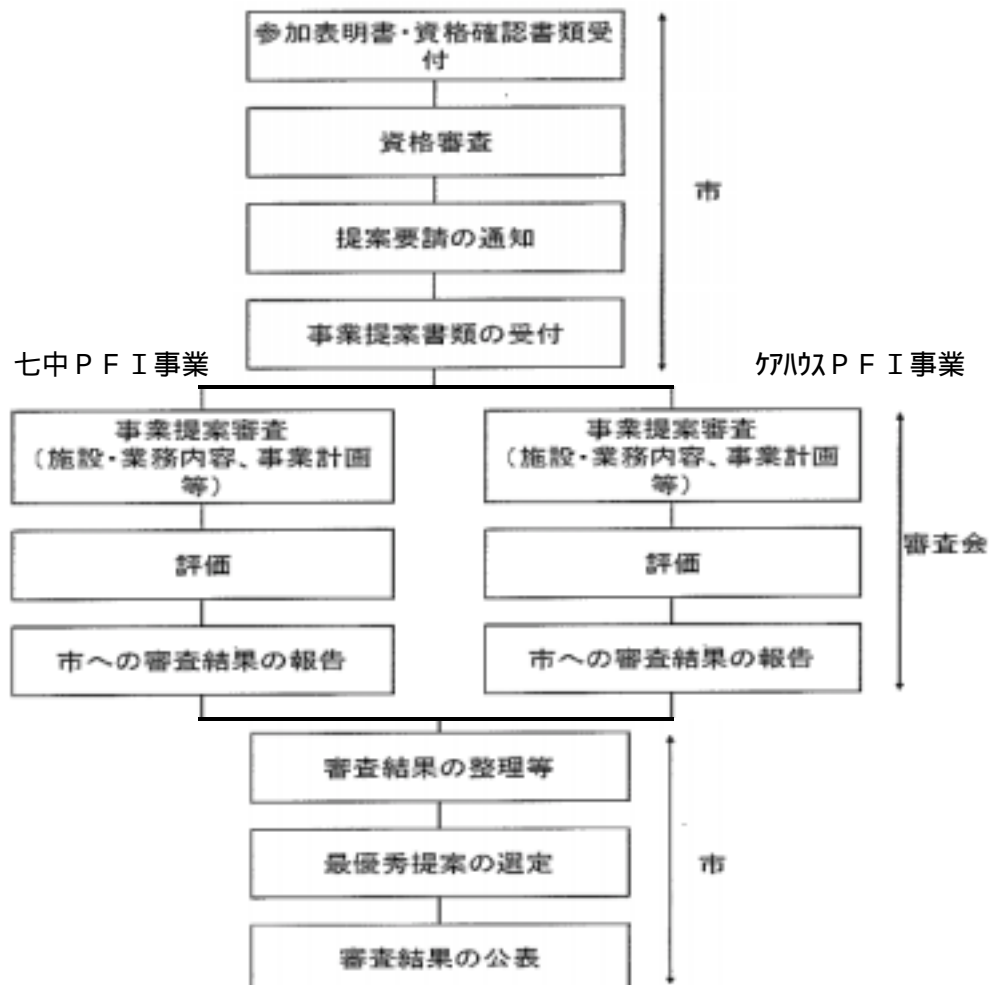 参加表明書・資格確認書類受
付
資格審査
市
提案要請の通知
事業提案書類の受付
七中ＰＦＩ事業
ｹｱﾊｳｽＰＦＩ事業
事業提案審査
（施設・業務内容、事業計画
等）
事業提案審査
（施設・業務内容、事業計画
等）
審査会
評価
評価
市への審査結果の報告
市への審査結果の報告
審査結果の整理等
最優秀提案の選定
市
審査結果の公表